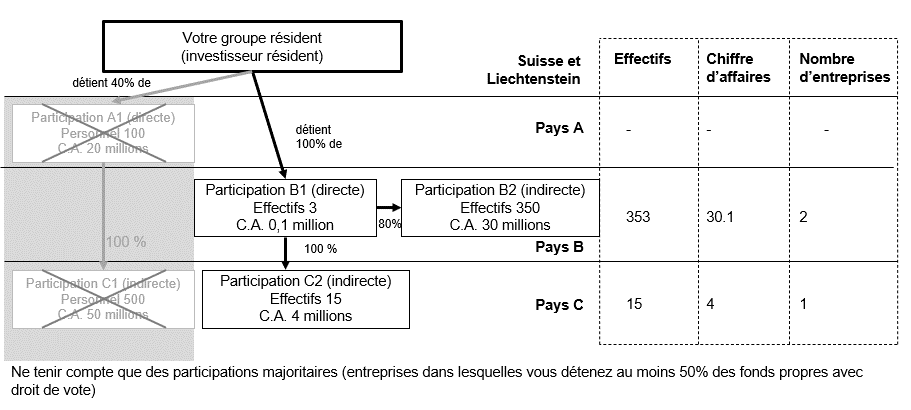 Votre groupe résident
(investisseur résident)
Suisse et
Liechtenstein
Effectifs
Chiffre
d'affaires
Nombre
d'entreprises
détient 40% de
Participation A1 (directe)
Personnel 100
C.A. 20 millions
détient
100% de
Pays A
-
-
-
Participation B1 (directe)
Effectifs 3
C.A. 0,1 million
80%
Participation B2 (indirecte)
Effectifs 350
C.A. 30 millions
353
30.1
2
100 %
100 %
Pays B
Participation C1 (indirecte)
Personnel 500
C.A. 50 millions
Participation C2 (indirecte)
Effectifs 15
C.A. 4 millions
Pays C
15
4
1
Ne tenir compte que des participations majoritaires (entreprises dans lesquelles vous détenez au moins 50% des fonds propres avec
droit de vote)